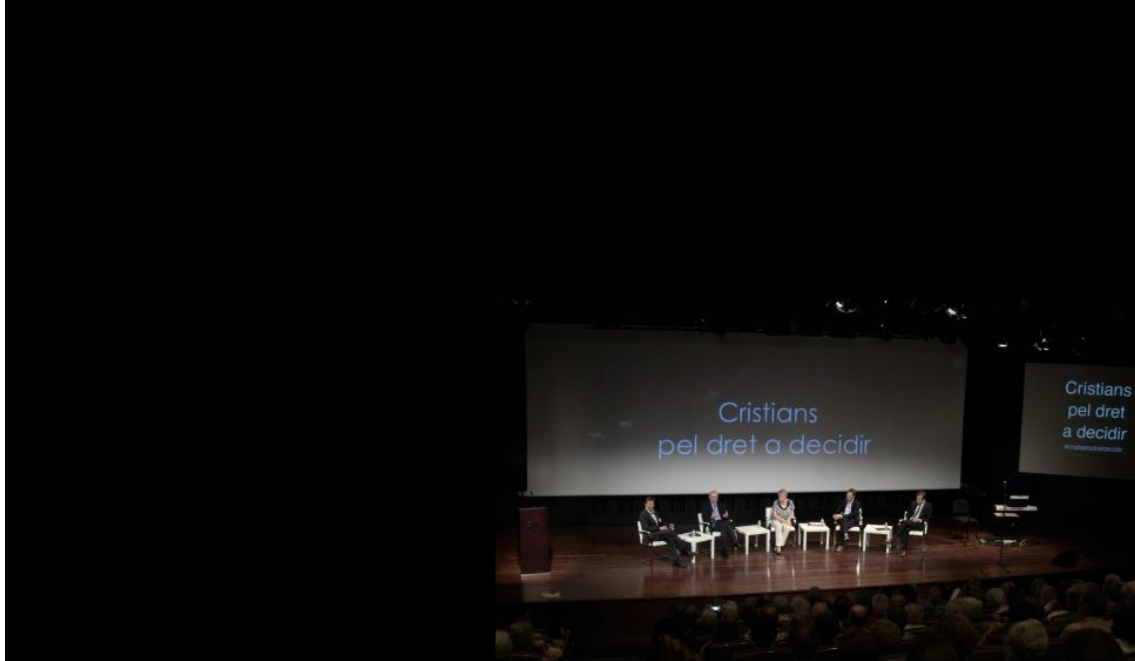 Cristians
pel dret a decidir
Cristians
pel dret
a decidir